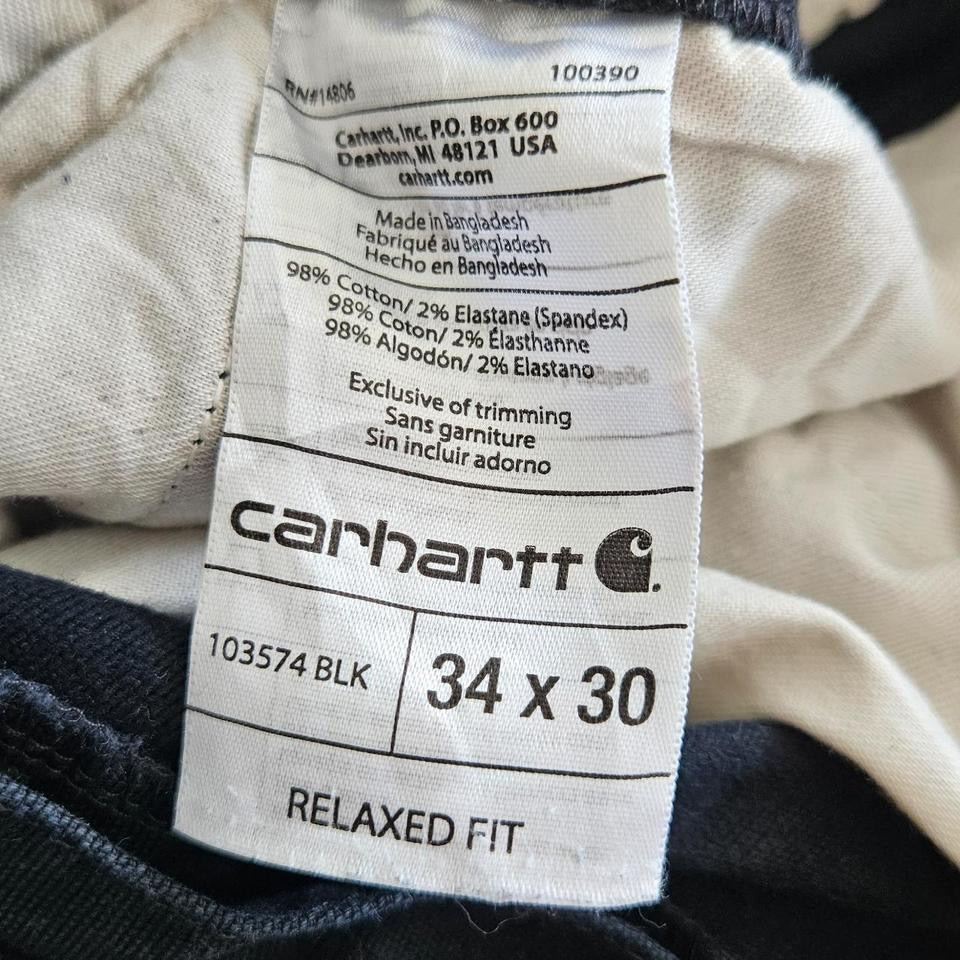 RN#14806 100390
Carhartt, Inc. P.O. Box 600
Dearborn, MI 48121 USA
carhartt.com
Made in Bangladesh
Fabriqué au Bangladesh
Hecho en Bangladesh
98% Cotton/ 2% Elastane (Spandex)
98% Coton/ 2% Élasthanne
98% Algodón/ 2% Elastano
Exclusive of trimming
Sans garniture
Sin incluir adorno
carhartt
103574 BLK 34 x 30
RELAXED FIT